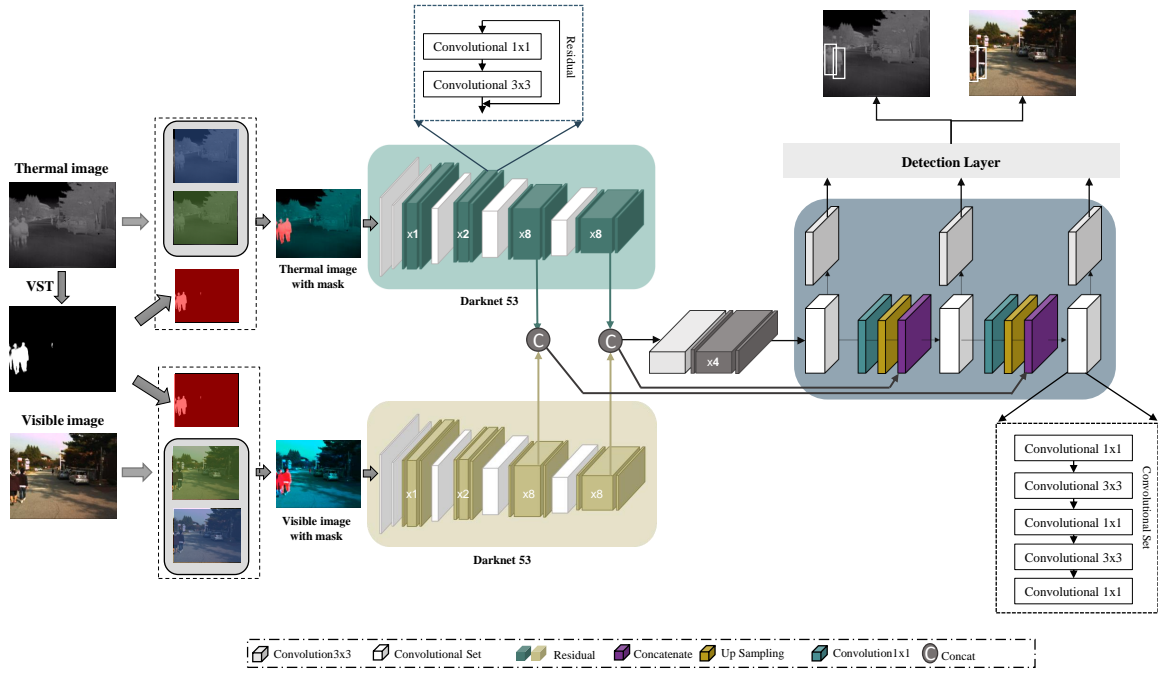 Convolutional 1x1
Convolutional 3x3
Residual
Thermal image
VST
Visible image
Thermal image
with mask
Visible image
with mask
x1
x2
x8
x8
Darknet 53
C
C
x4
x1
x2
x8
x8
Darknet 53
Detection Layer
Convolutional 1x1
Convolutional 3x3
Convolutional 1x1
Convolutional 3x3
Convolutional 1x1
Convolutional Set
Convolution3x3 Convolutional Set Residual Concatenate Up Sampling Convolution1x1 C Concat